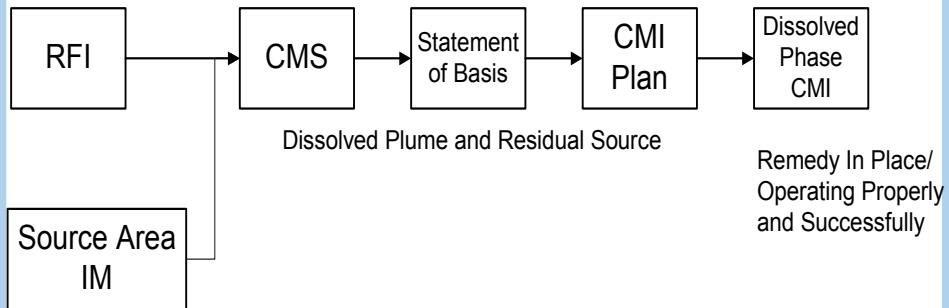 RFI
CMS
Statement
of Basis
CMI
Plan
Dissolved
Phase
CMI
Dissolved Plume and Residual Source
Remedy In Place/
Operating Properly
and Successfully
Source Area
IM